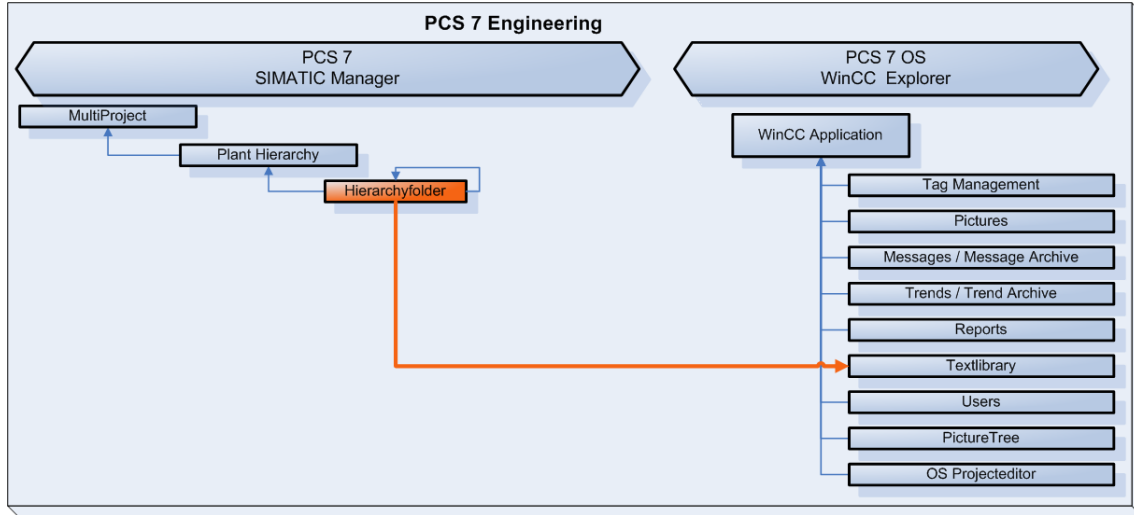 PCS 7 Engineering
PCS 7
SIMATIC Manager
PCS 7 OS
WinCC Explorer
MultiProject
Plant Hierarchy
Hierarchyfolder
WinCC Application
Tag Management
Pictures
Messages / Message Archive
Trends / Trend Archive
Reports
Textlibrary
Users
PictureTree
OS Projecteditor